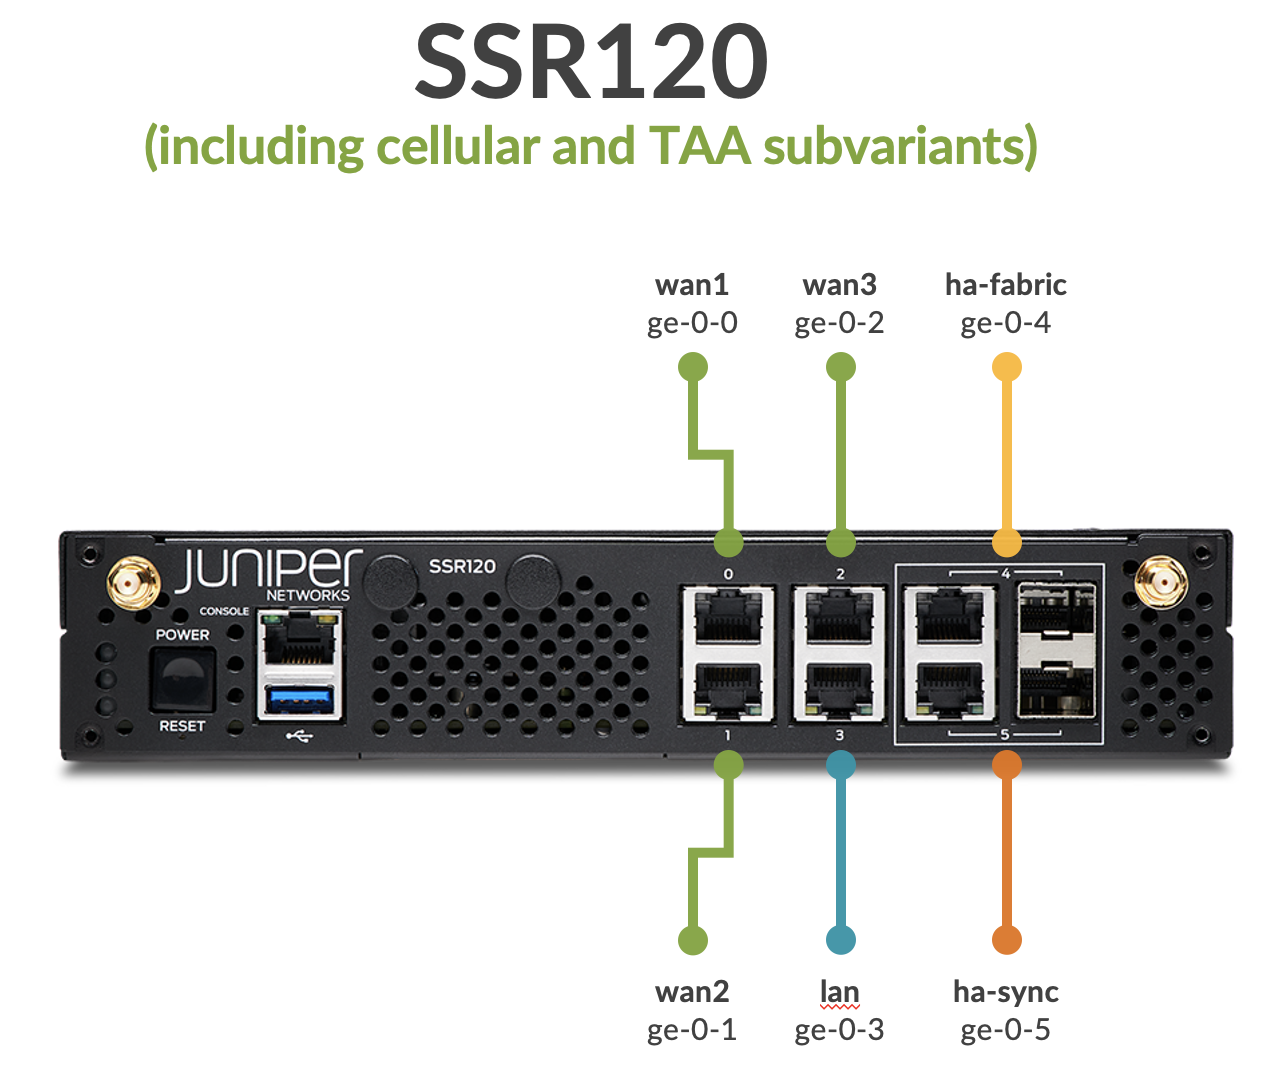 SSR120
(including cellular and TAA subvariants)
wan1
ge-0-0
wan3
ge-0-2
ha-fabric
ge-0-4
JUNIPER
NETWORKS
SSR120
CONSOLE
POWER
RESET
0
2
4
1
3
5
wan2
ge-0-1
lan
ge-0-3
ha-sync
ge-0-5